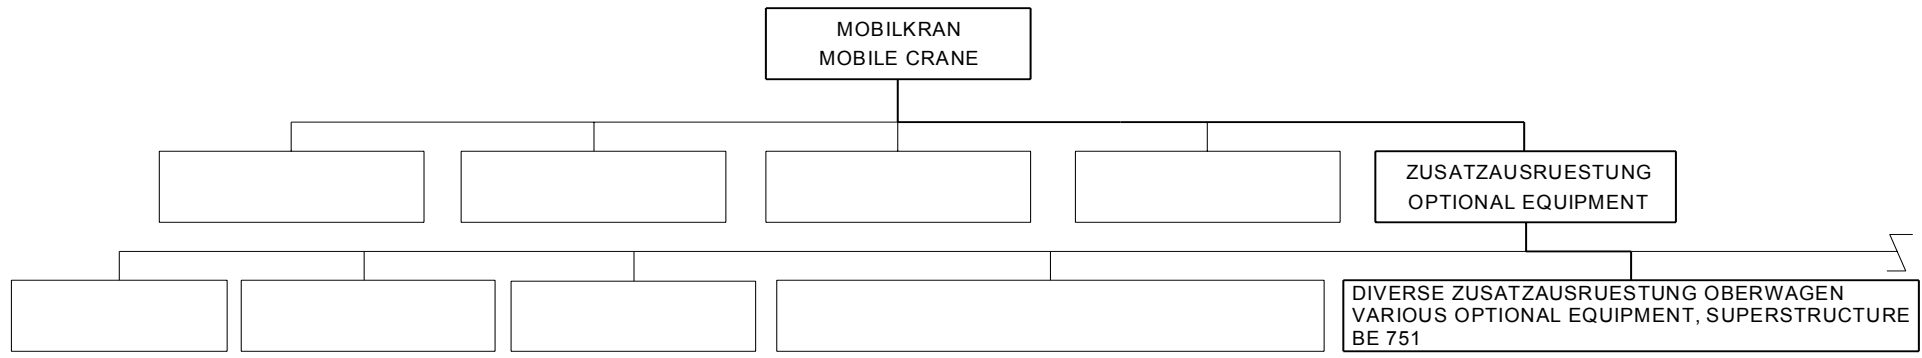 MOBILKRAN
MOBILE CRANE
ZUSATZAUSRUESTUNG
OPTIONAL EQUIPMENT
DIVERSE ZUSATZAUSRUESTUNG OBERWAGEN
VARIOUS OPTIONAL EQUIPMENT, SUPERSTRUCTURE
BE 751